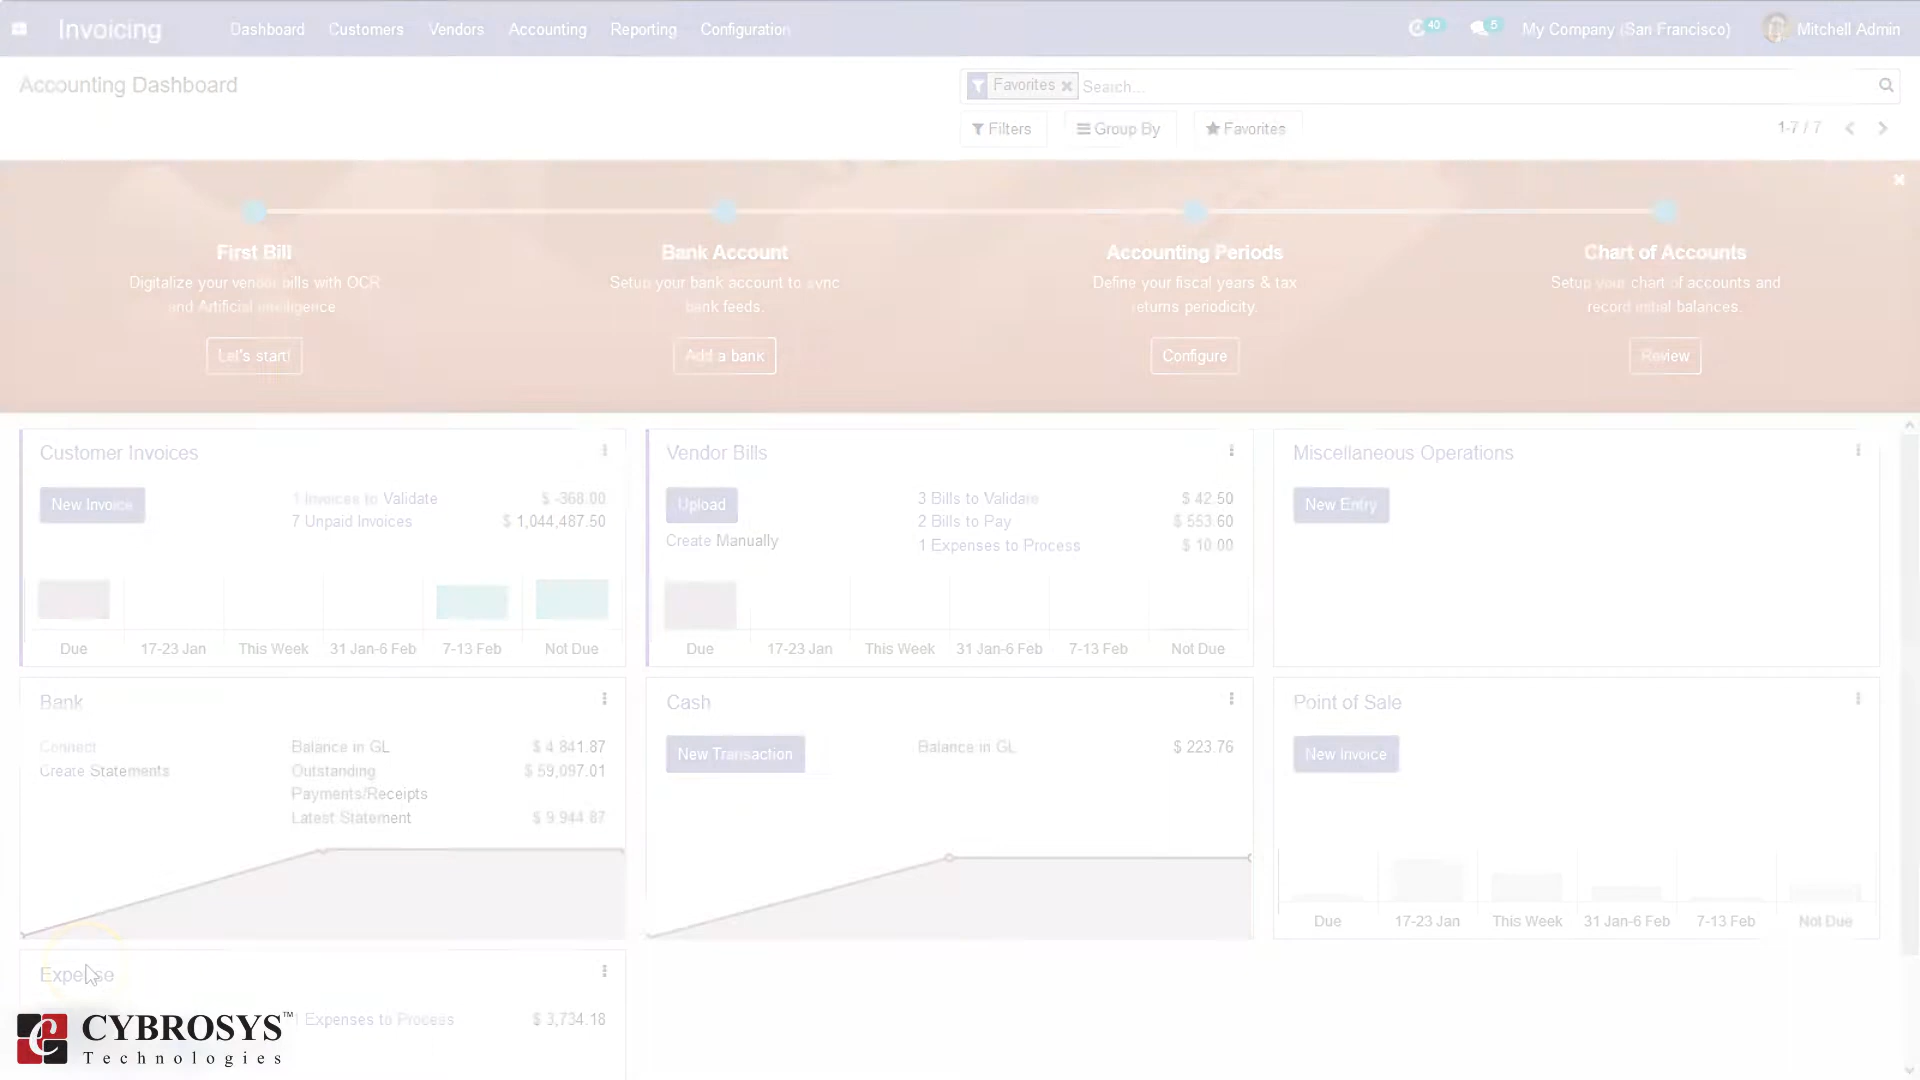 Invoicing Dashboard Customers Vendors Accounting Reporting Configuration 40 5 My Company (San Francisco) Mitchell Admin
Accounting Dashboard
Favorites Search...
Filters Group By Favorites 1-7 / 7
First Bill
Digitalize your vendor bills with OCR
and Artificial Intelligence
Let's start!
Bank Account
Setup your bank account to sync
bank feeds.
Add a bank
Accounting Periods
Define your fiscal years & tax
returns periodicity.
Configure
Chart of Accounts
Setup your chart of accounts and
record initial balances.
Review
Customer Invoices
New Invoice
1 Invoices to Validate $ -368.00
7 Unpaid Invoices $ 1,044,487.50
Due 17-23 Jan This Week 31 Jan-6 Feb 7-13 Feb Not Due
Vendor Bills
Upload
Create Manually
3 Bills to Validate $ 42.50
2 Bills to Pay $ 553.60
1 Expenses to Process $ 10.00
Due 17-23 Jan This Week 31 Jan-6 Feb 7-13 Feb Not Due
Miscellaneous Operations
New Entry
Bank
Connect
Create Statements
Balance in GL $ 4 841.87
Outstanding $ 59,097.01
Payments/Receipts
Latest Statement $ 9 944.87
Cash
New Transaction
Balance in GL $ 223.76
Point of Sale
New Invoice
Due 17-23 Jan This Week 31 Jan-6 Feb 7-13 Feb Not Due
Expense
1 Expenses to Process $ 3,734.18
CYBROSYS™
Technologies